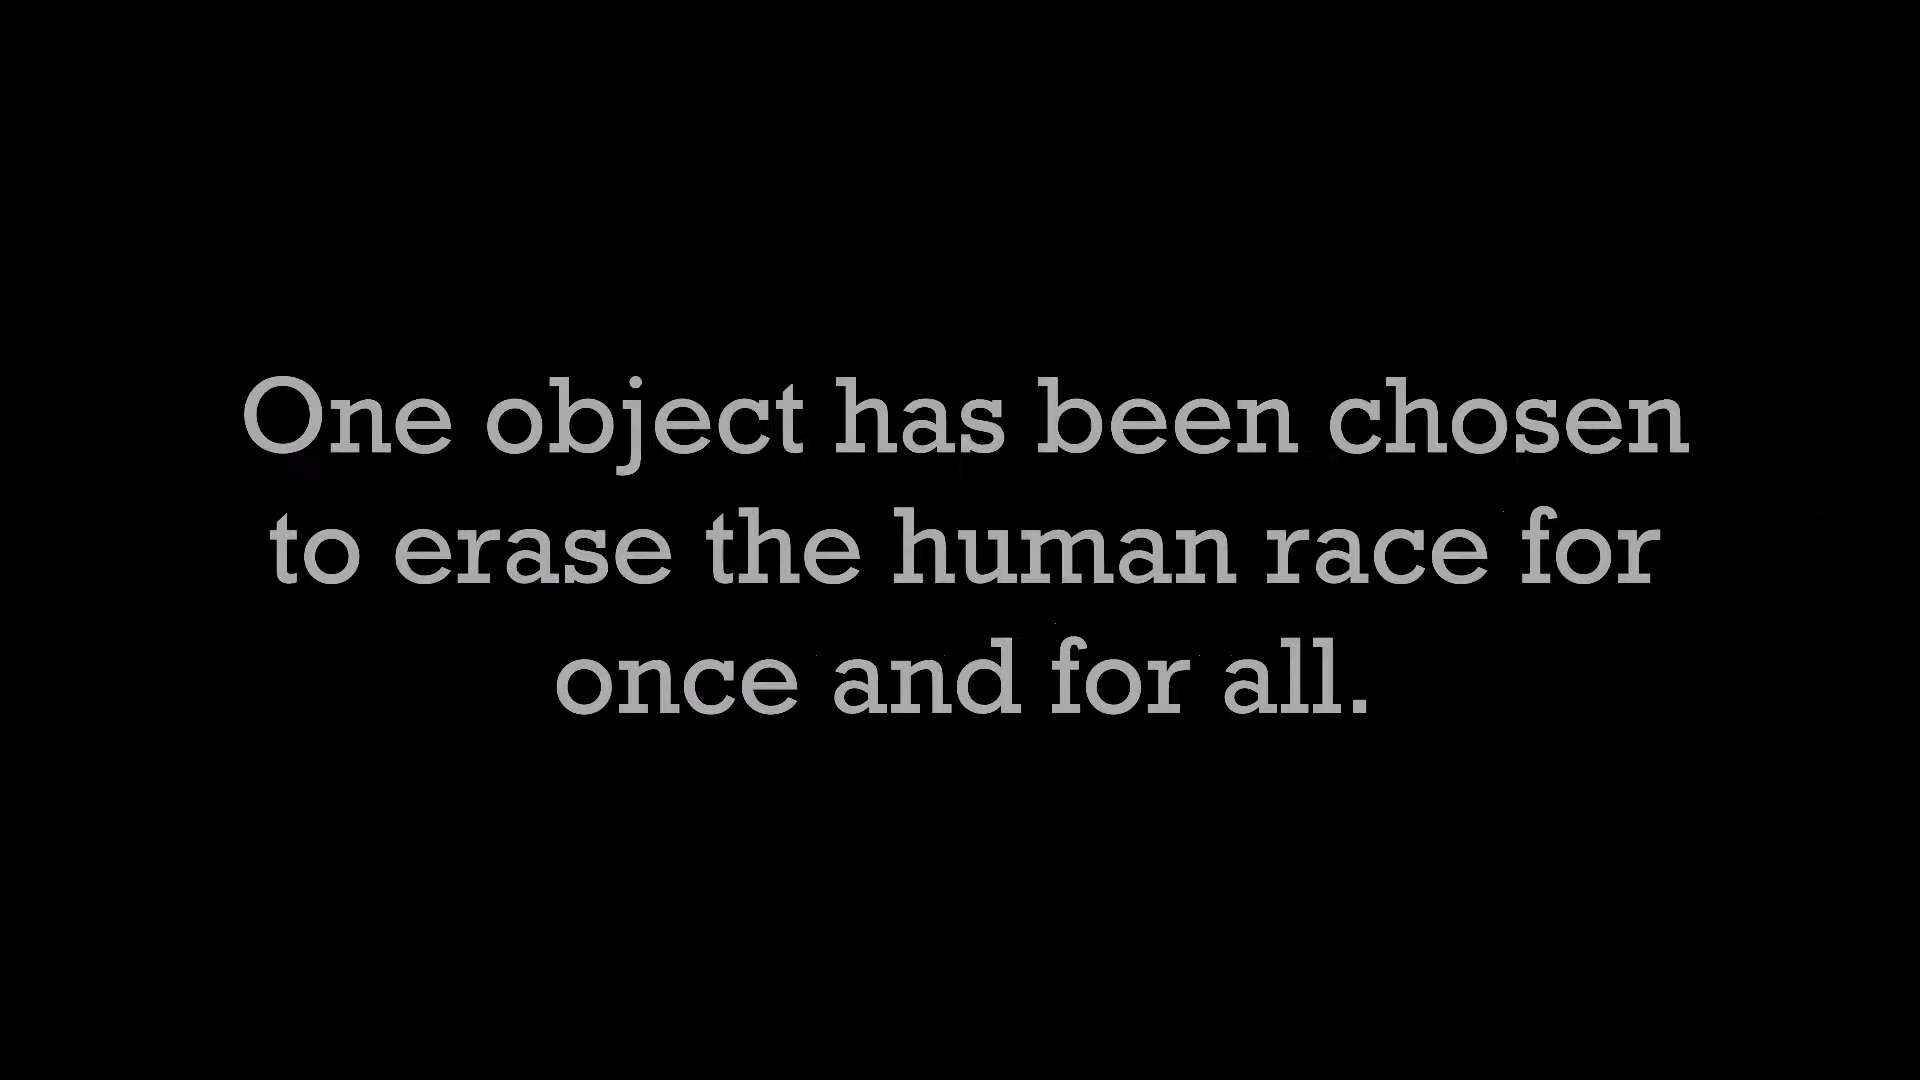 One object has been chosen
to erase the human race for
once and for all.